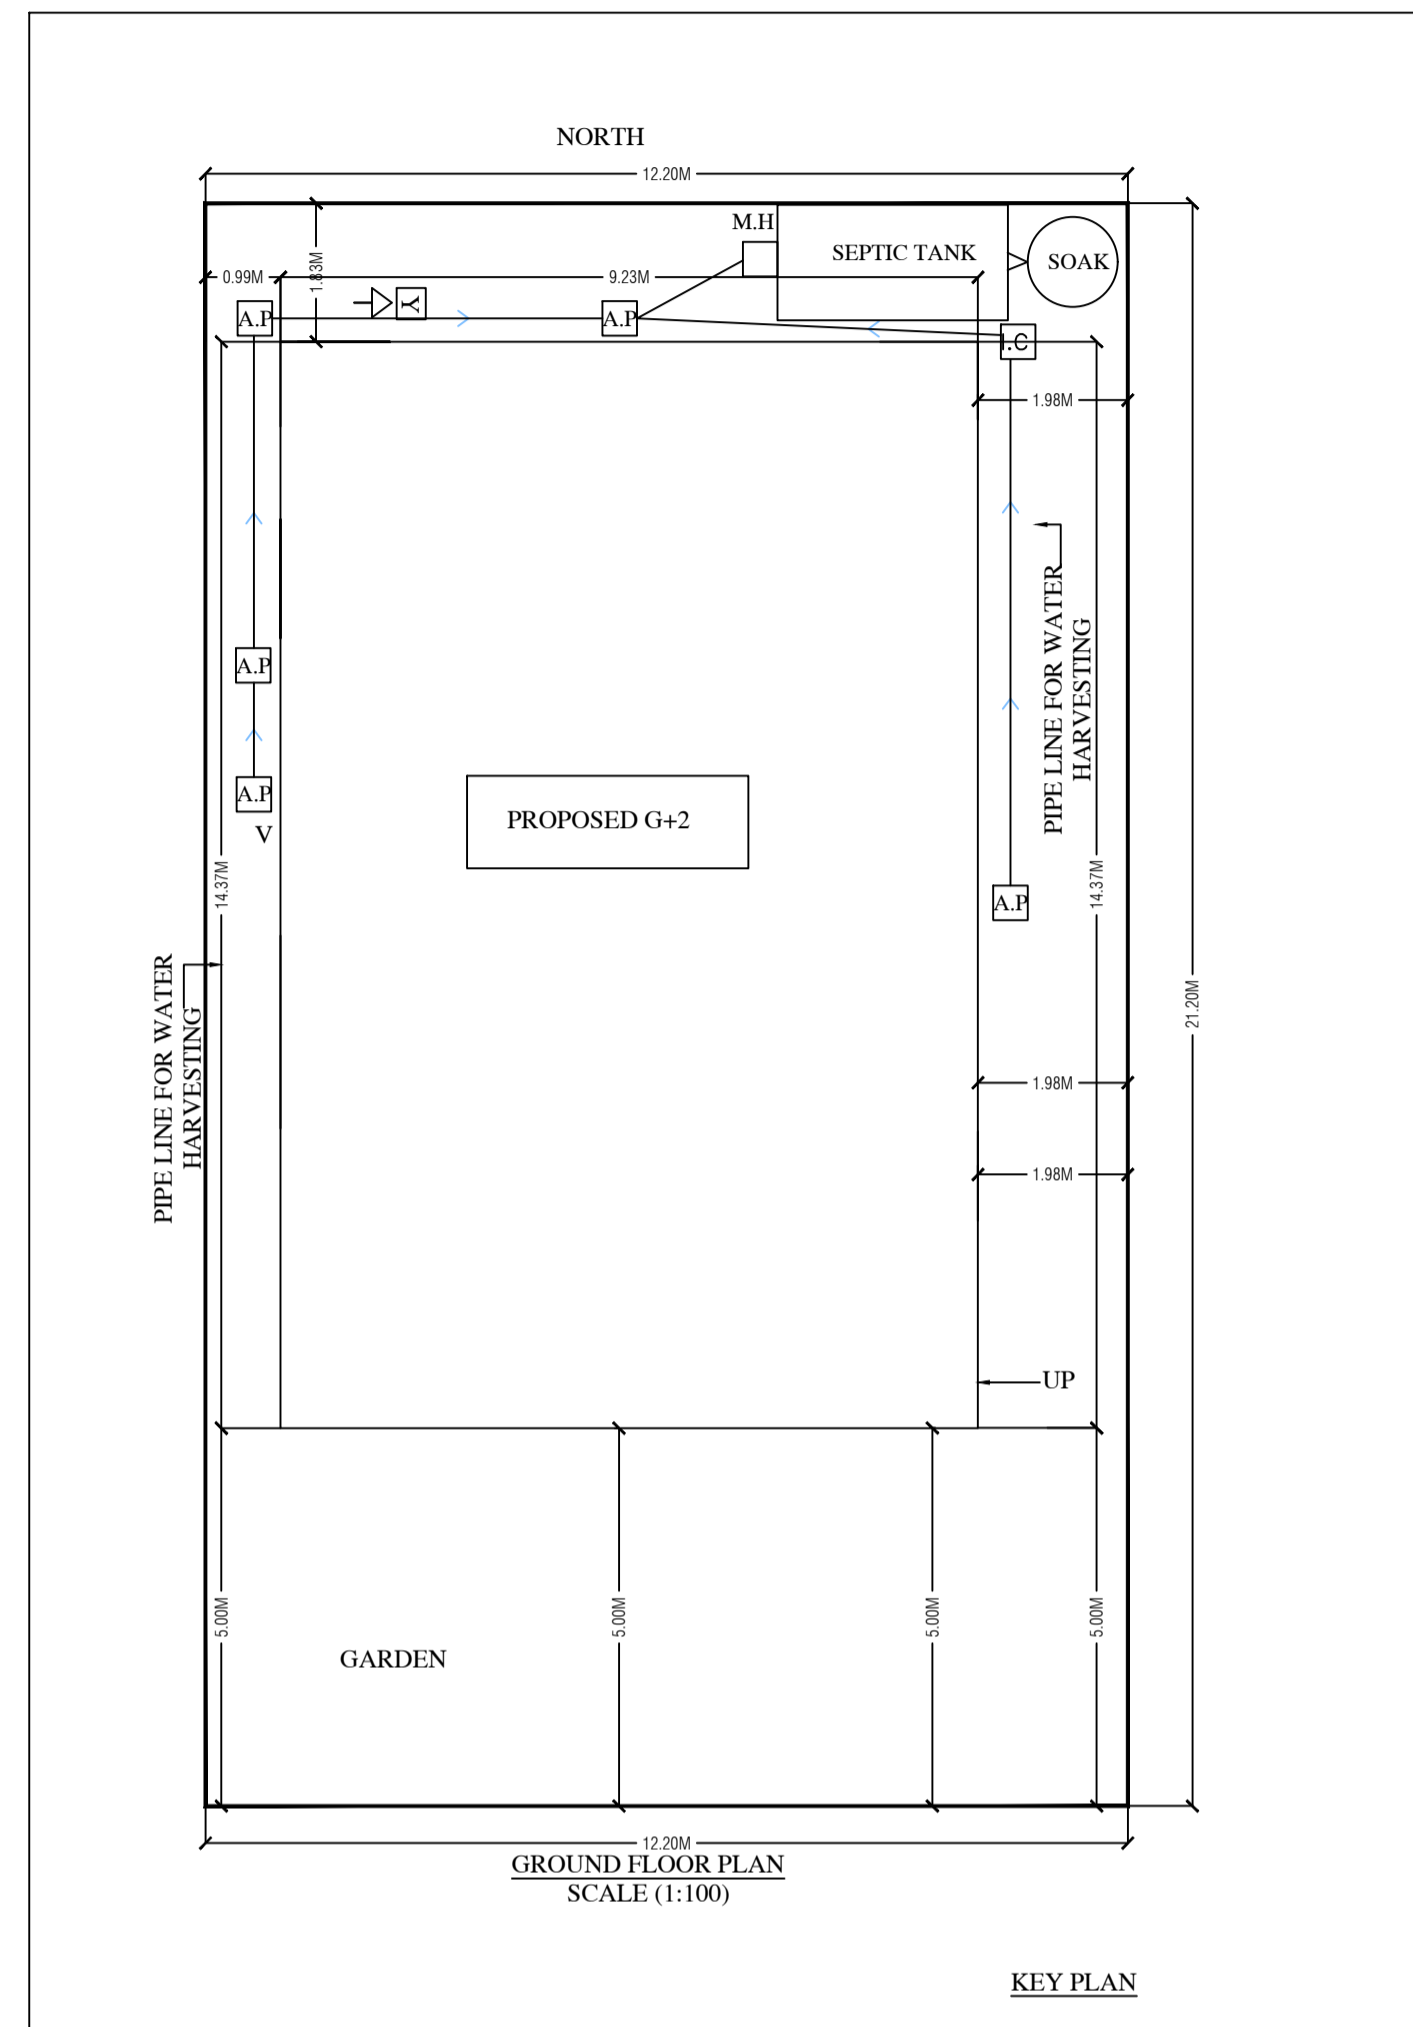 NORTH
12.20M
M.H
SEPTIC TANK
SOAK
0.99M
1.83M
9.23M
A.P
Y
A.P
I.C
1.98M
PIPE LINE FOR WATER
HARVESTING
A.P
A.P
V
PROPOSED G+2
14.37M
14.37M
A.P
PIPE LINE FOR WATER
HARVESTING
21.20M
1.98M
1.98M
UP
5.00M
5.00M
5.00M
5.00M
GARDEN
12.20M
GROUND FLOOR PLAN
SCALE (1:100)
KEY PLAN